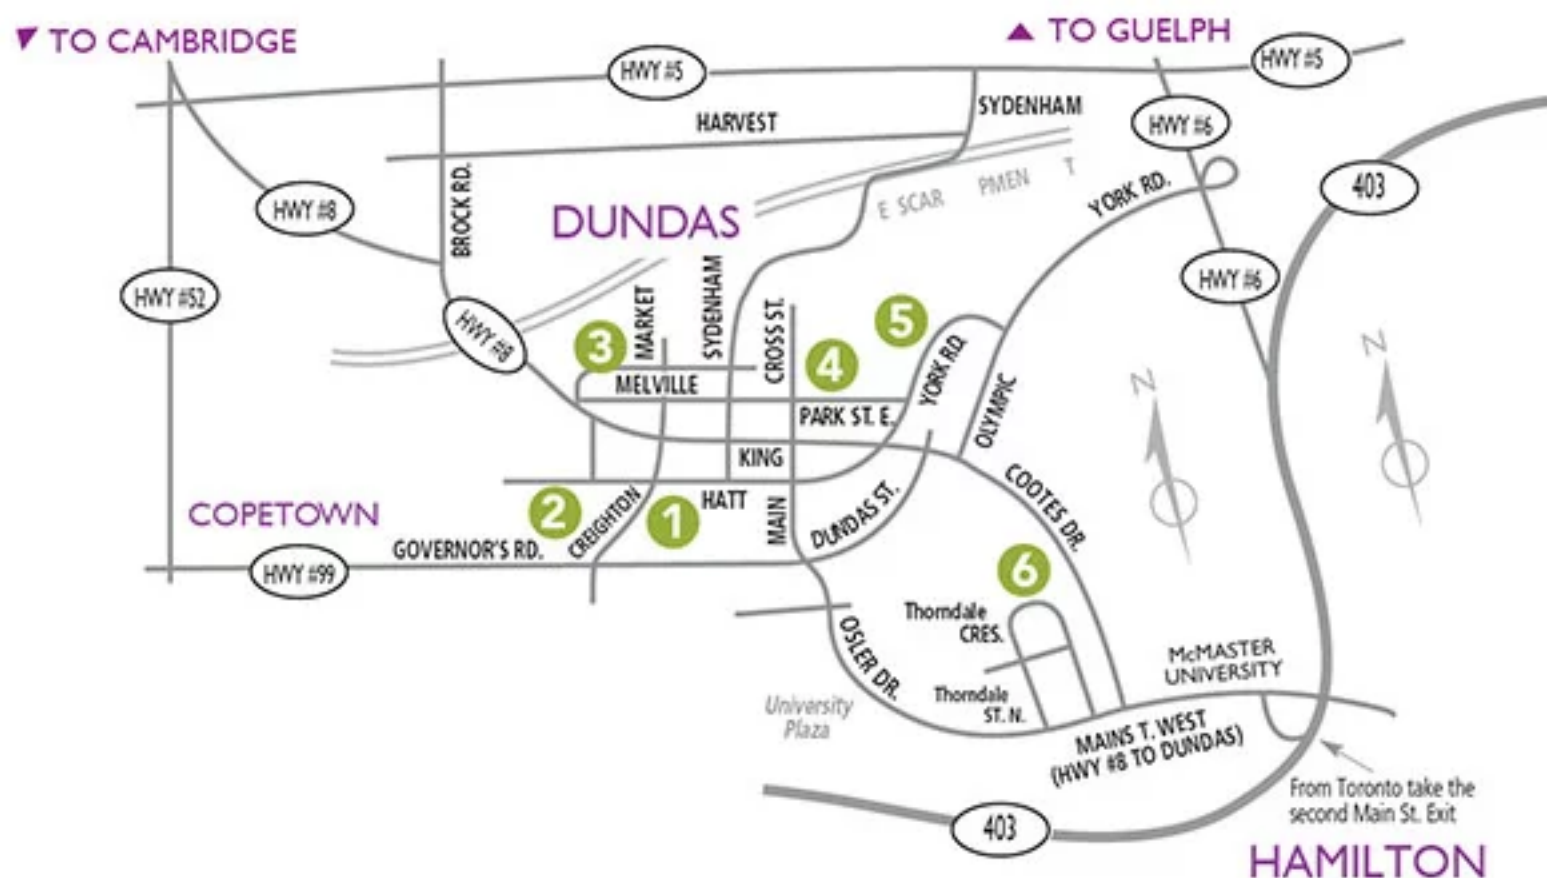 ▼ TO CAMBRIDGE
▲ TO GUELPH
HWY #5
HWY #5
SYDENHAM
HARVEST
HWY #6
403
BROCK RD.
HWY #8
DUNDAS
E SCAR PMEN T
YORK RD.
HWY #52
HWY #6
HWY #8
MARKET
SYDENHAM
CROSS ST.
5
3
4
MELVILLE
YORK RD.
PARK ST. E.
OLYMPIC
N
N
KING
HATT
COPETOWN
2
CREIGHTON
1
MAIN
DUNDAS ST.
COOTES DR.
GOVERNOR'S RD.
HWY #99
6
Thorndale
CRES.
OSLER DR.
McMASTER
UNIVERSITY
Thorndale
ST. N.
University
Plaza
MAINS T. WEST
(HWY #8 TO DUNDAS)
From Toronto take the
second Main St. Exit
403
HAMILTON